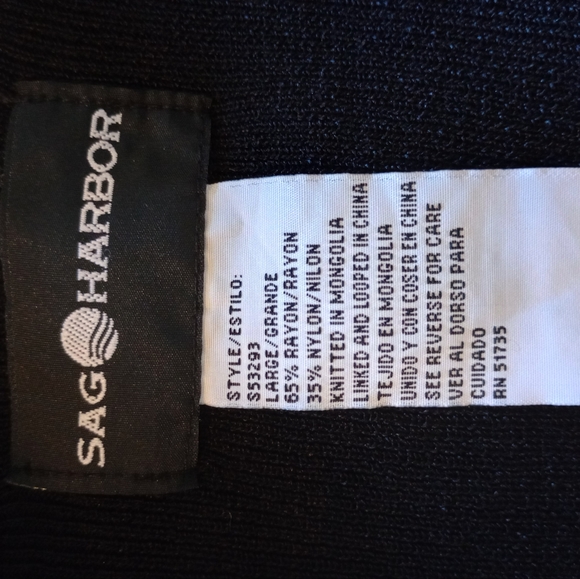 SAG HARBOR
STYLE/ESTILO:
S53293
LARGE/GRANDE
65% RAYON/RAYON
35% NYLON/NILON
KNITTED IN MONGOLIA
LINKED AND LOOPED IN CHINA
TEJIDO EN MONGOLIA
UNIDO Y CON COSER EN CHINA
SEE REVERSE FOR CARE
VER AL DORSO PARA
CUIDADO
RN 51735